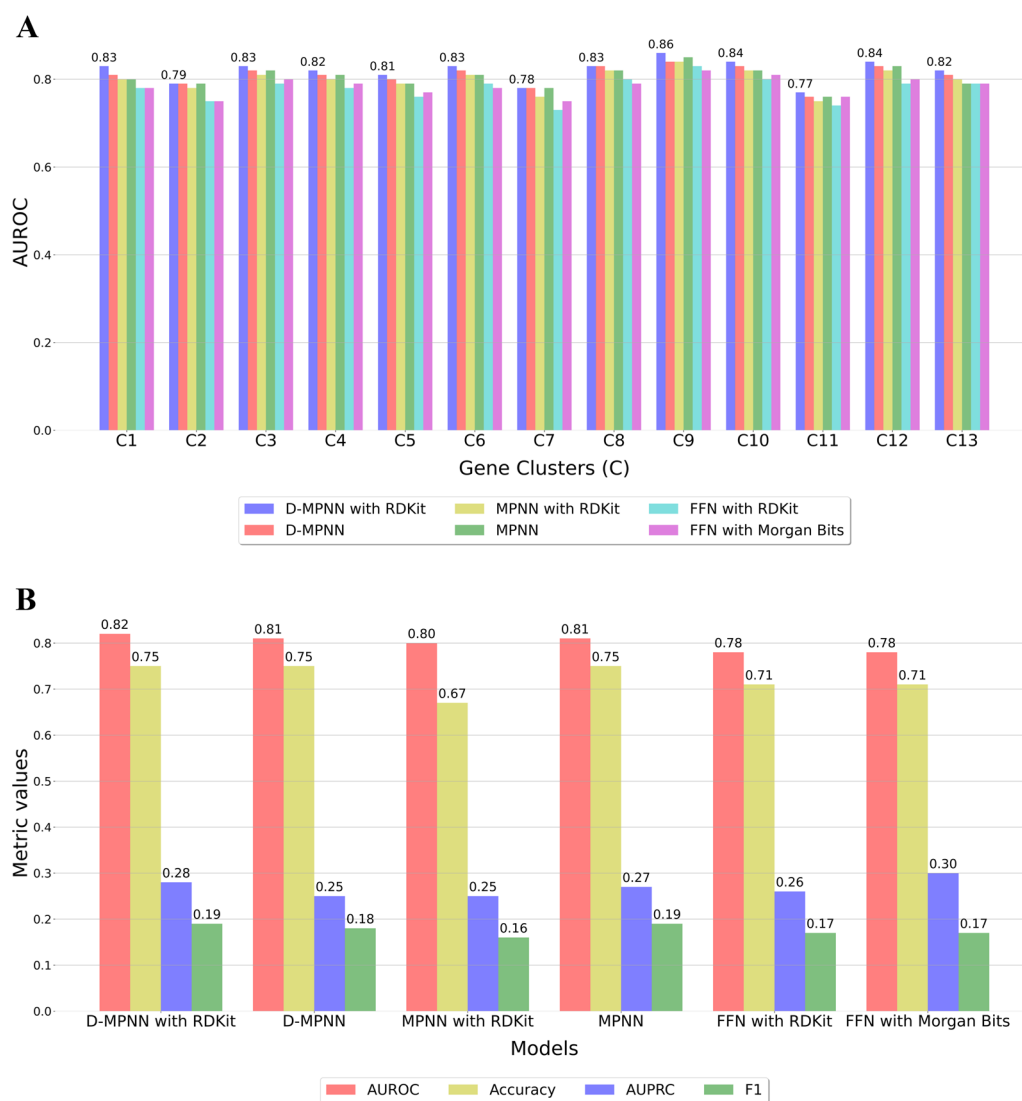 A
0.83 0.79 0.83 0.82 0.81 0.83 0.78 0.83 0.86 0.84 0.77 0.84 0.82
0.8
0.6
0.4
0.2
0.0
AUROC
C1 C2 C3 C4 C5 C6 C7 C8 C9 C10 C11 C12 C13
Gene Clusters (C)
D-MPNN with RDKit MPNN with RDKit FFN with RDKit
D-MPNN MPNN FFN with Morgan Bits
B
0.82 0.75 0.28 0.19 0.81 0.75 0.25 0.18 0.80 0.67 0.25 0.16 0.81 0.75 0.27 0.19 0.78 0.71 0.26 0.17 0.78 0.71 0.30 0.17
0.8
0.7
0.6
0.5
0.4
0.3
0.2
0.1
0.0
Metric values
D-MPNN with RDKit D-MPNN MPNN with RDKit MPNN FFN with RDKit FFN with Morgan Bits
Models
AUROC Accuracy AUPRC F1